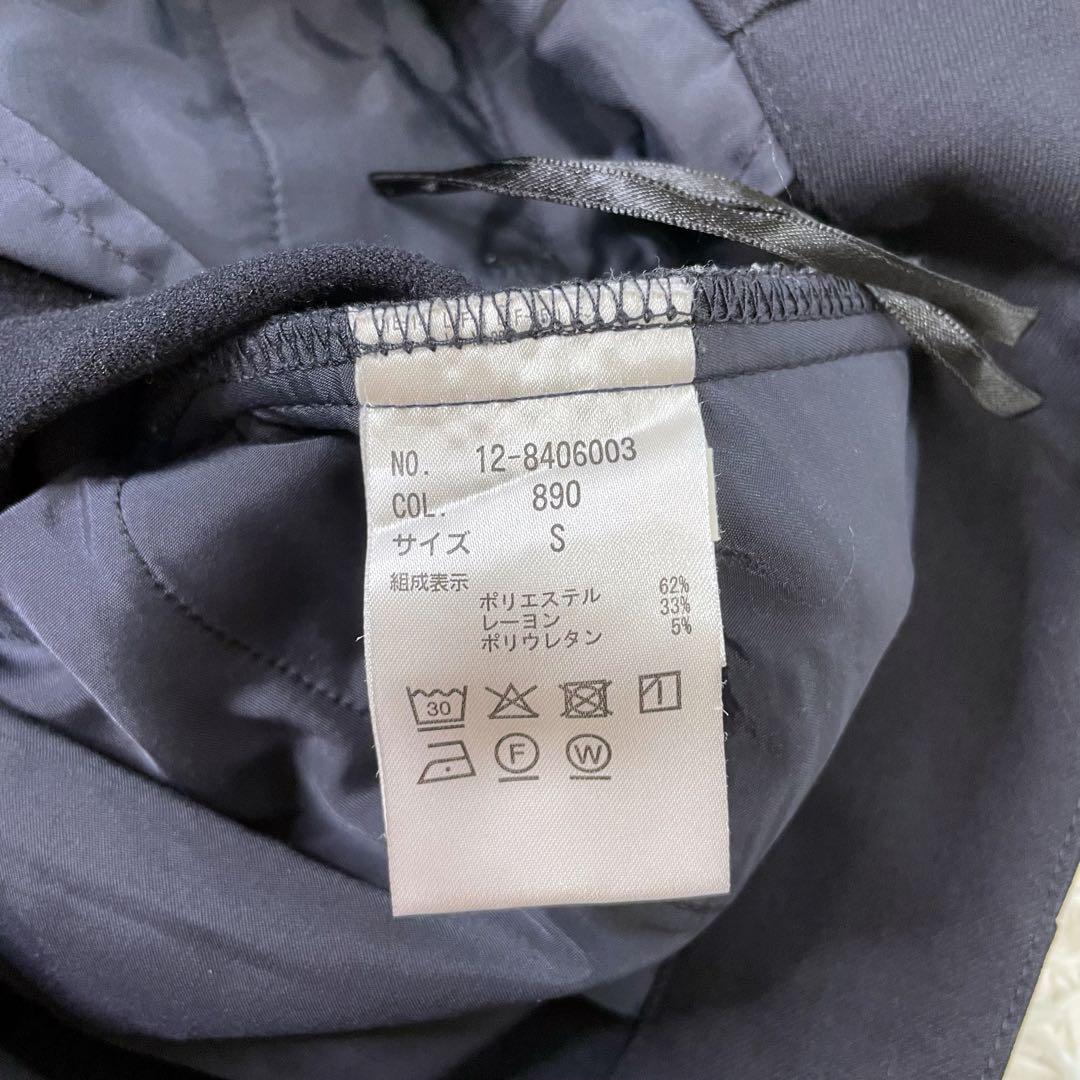 NO. 12-8406003
COL. 890
サイズ S
組成表示
ポリエステル 62%
レーヨン 33%
ポリウレタン 5%
30
F W